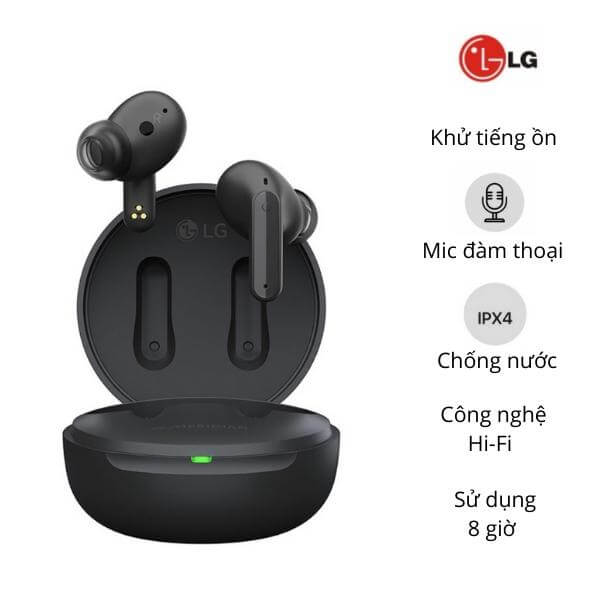 LG
Khử tiếng ồn
LG
Mic đàm thoại
IPX4
Chống nước
MERIDIAN
Công nghệ
Hi-Fi
Sử dụng
8 giờ